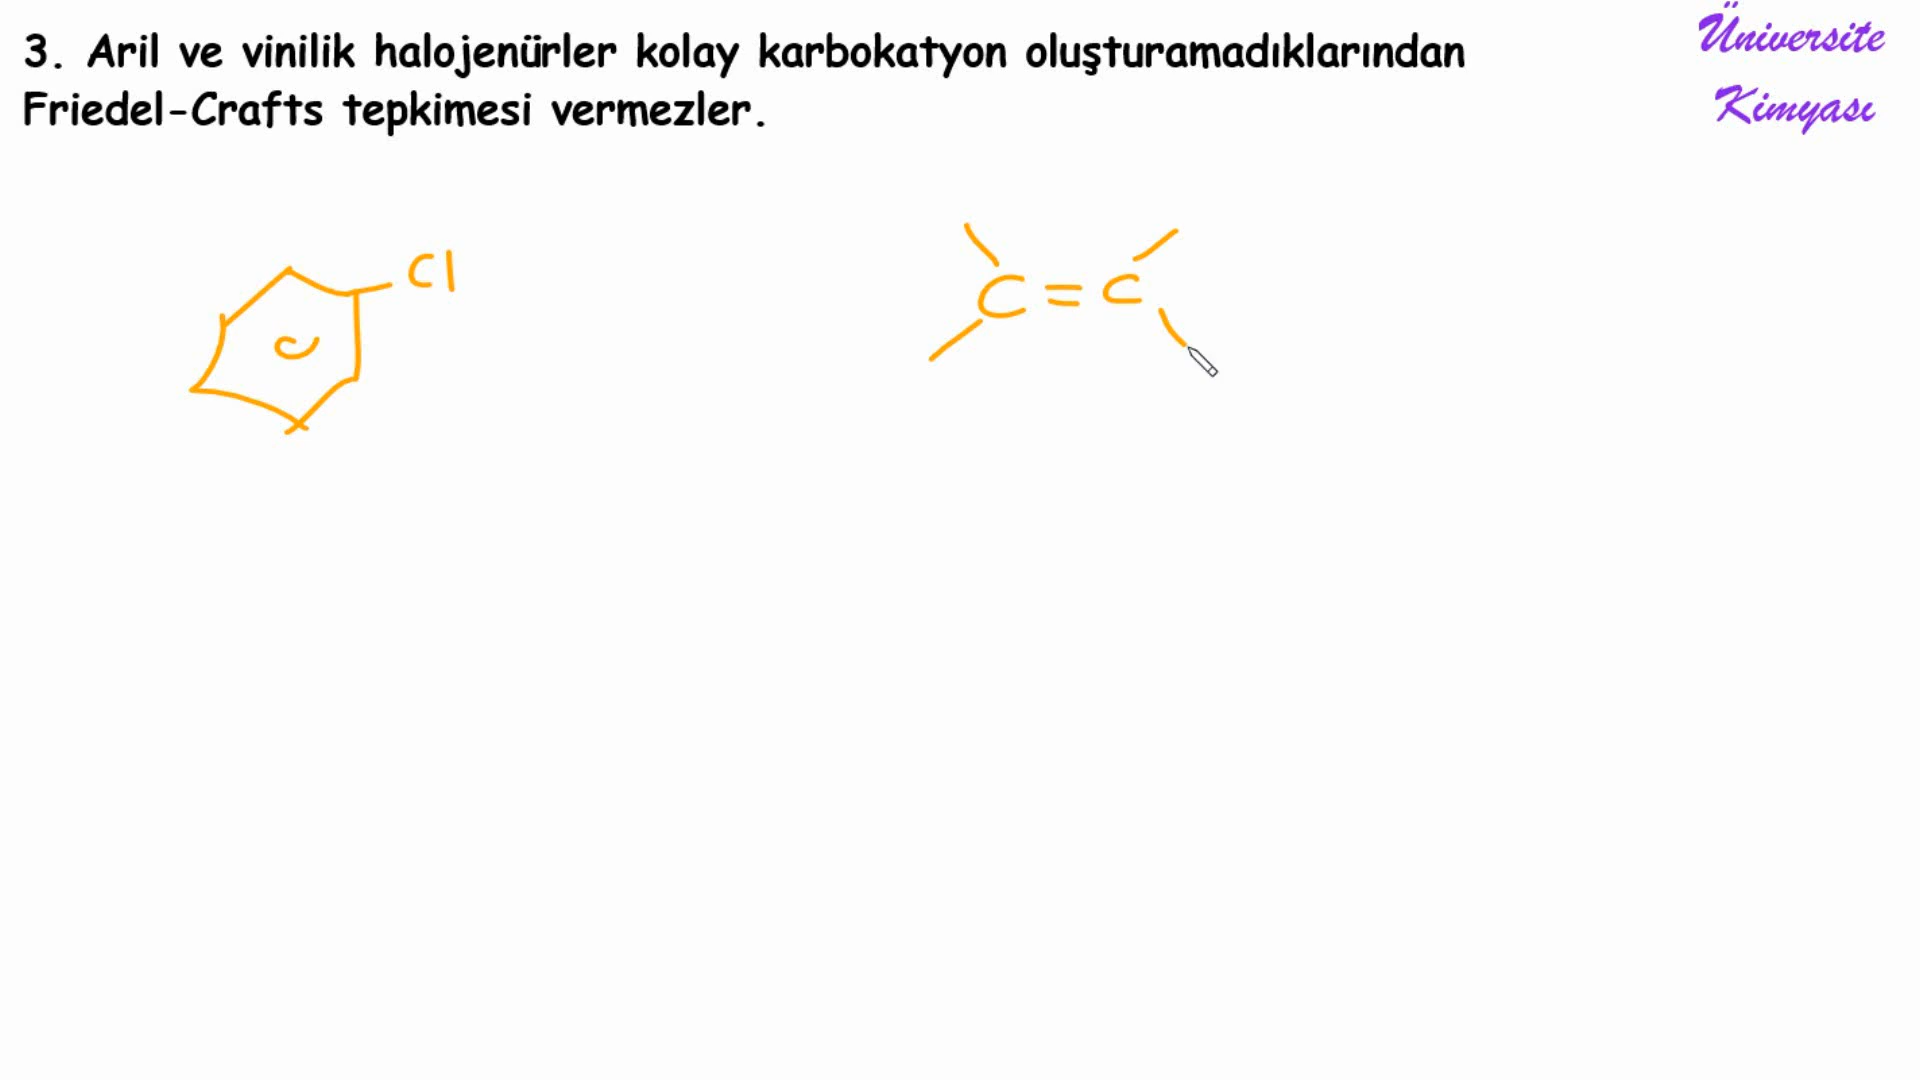 3. Aril ve vinilik halojenürler kolay karbokatyon oluşturamadıklarından
Friedel-Crafts tepkimesi vermezler.
Üniversite
Kimyası
Cl
C=C